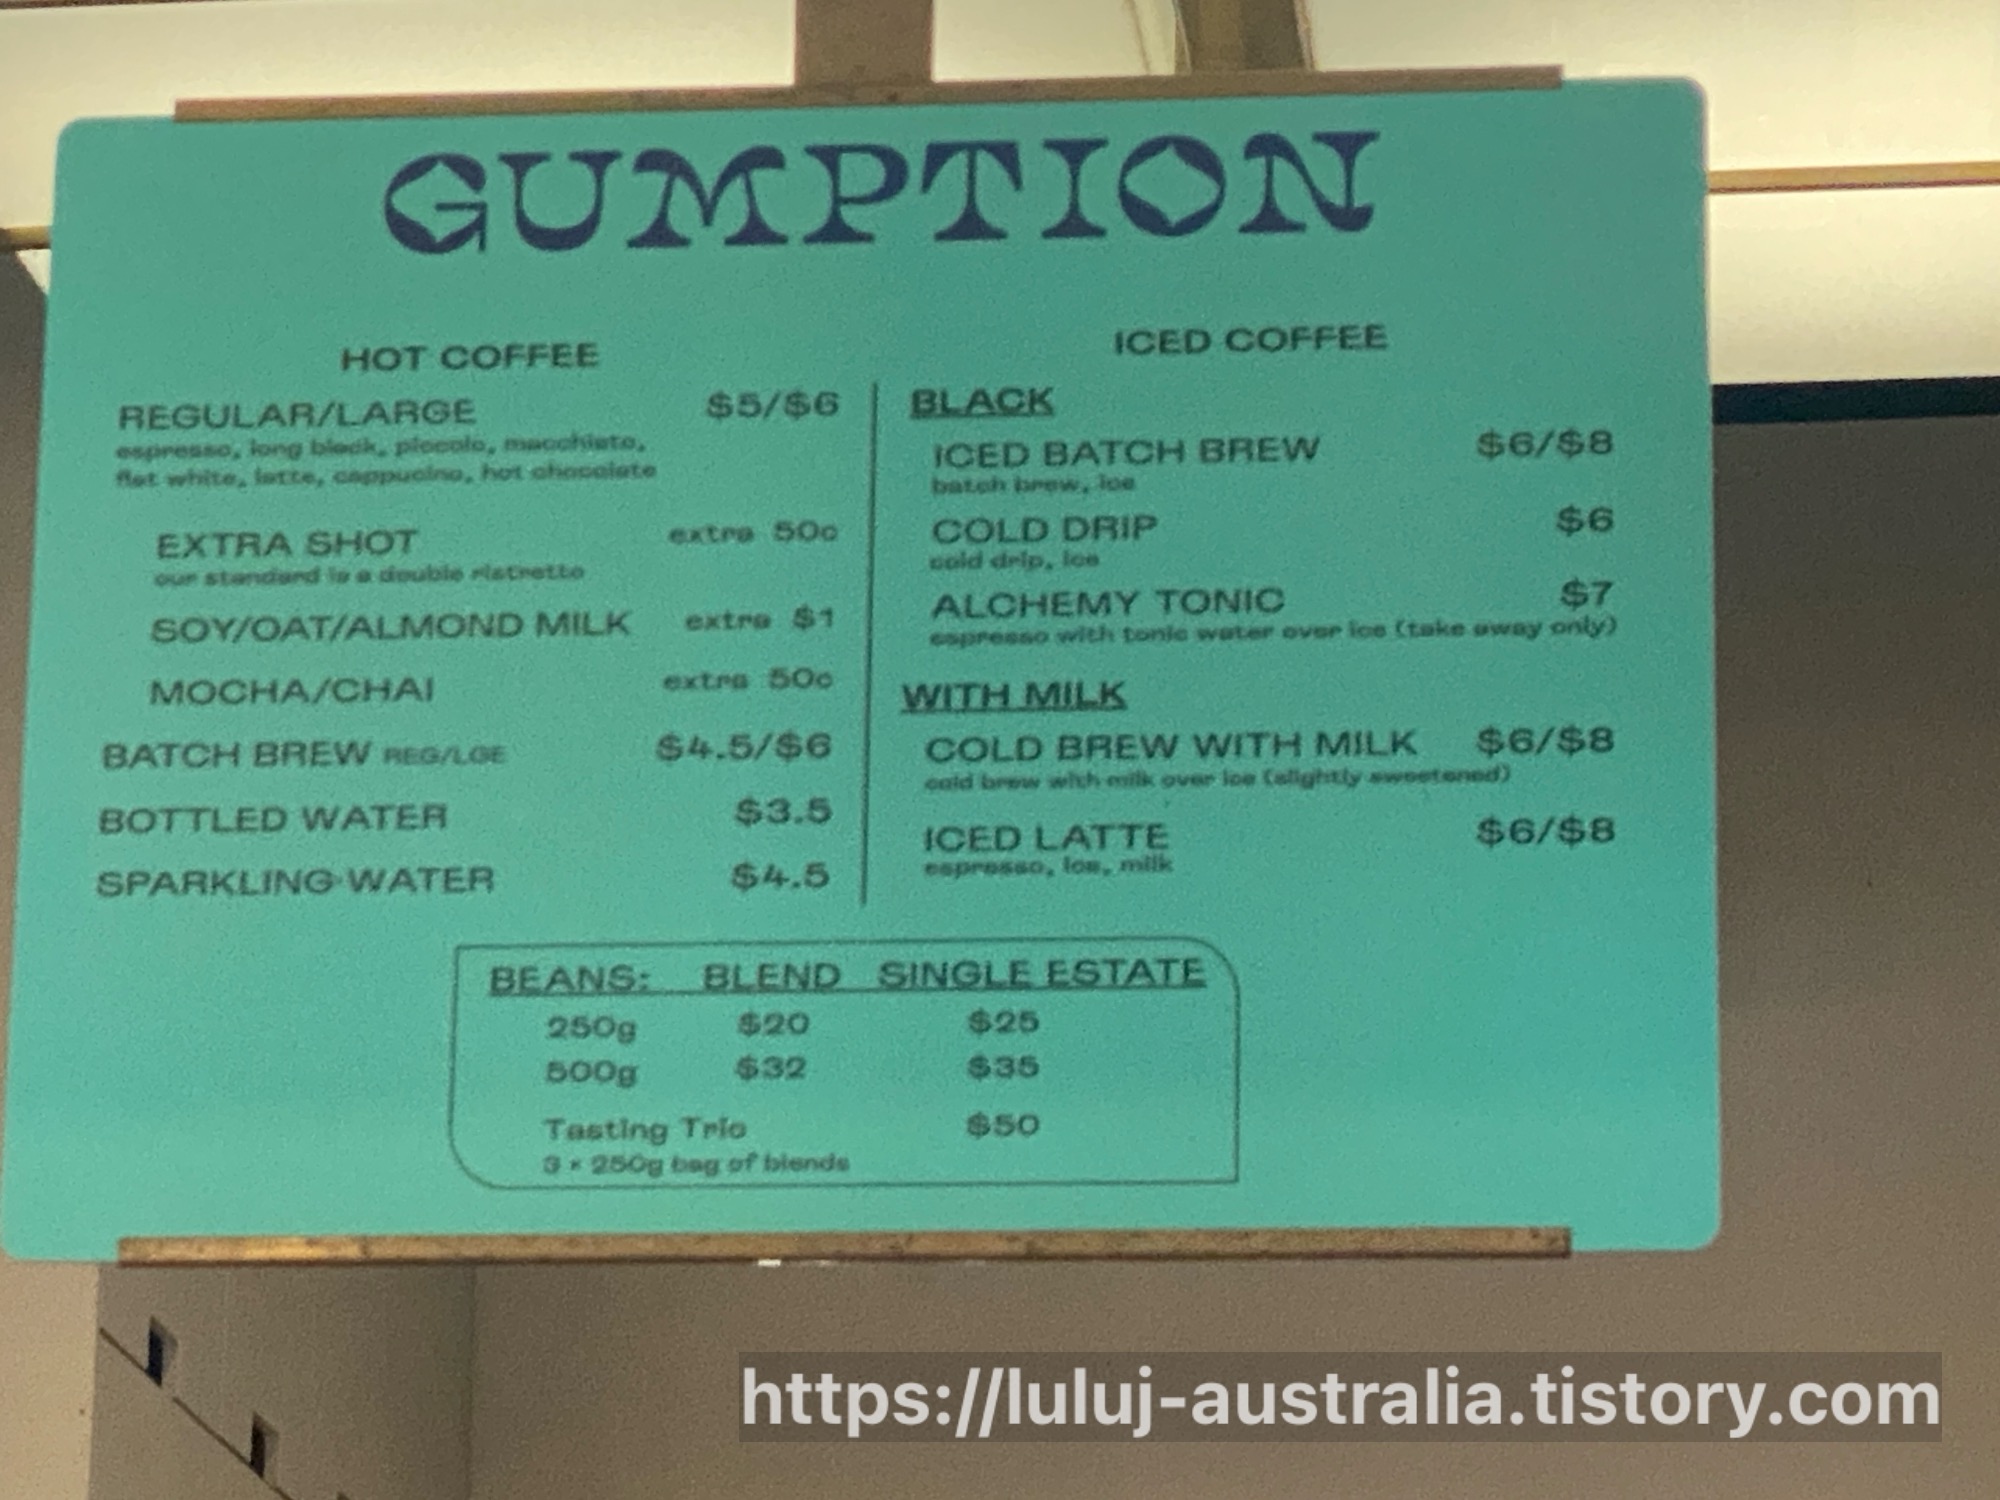 GUMPTION
HOT COFFEE
REGULAR/LARGE $5/$6
espresso, long black, piccolo, macchiato,
flat white, latte, cappucino, hot chocolate
EXTRA SHOT extra 50c
our standard is a double ristretto
SOY/OAT/ALMOND MILK extra $1
MOCHA/CHAI extra 50c
BATCH BREW REG/LGE $4.5/$6
BOTTLED WATER $3.5
SPARKLING WATER $4.5
ICED COFFEE
BLACK
ICED BATCH BREW $6/$8
batch brew, ice
COLD DRIP $6
cold drip, ice
ALCHEMY TONIC $7
espresso with tonic water over ice (take away only)
WITH MILK
COLD BREW WITH MILK $6/$8
cold brew with milk over ice (slightly sweetened)
ICED LATTE $6/$8
espresso, ice, milk
BEANS: BLEND SINGLE ESTATE
250g $20 $25
500g $32 $35
Tasting Trio $50
3 × 250g bag of blends
https://luluj-australia.tistory.com